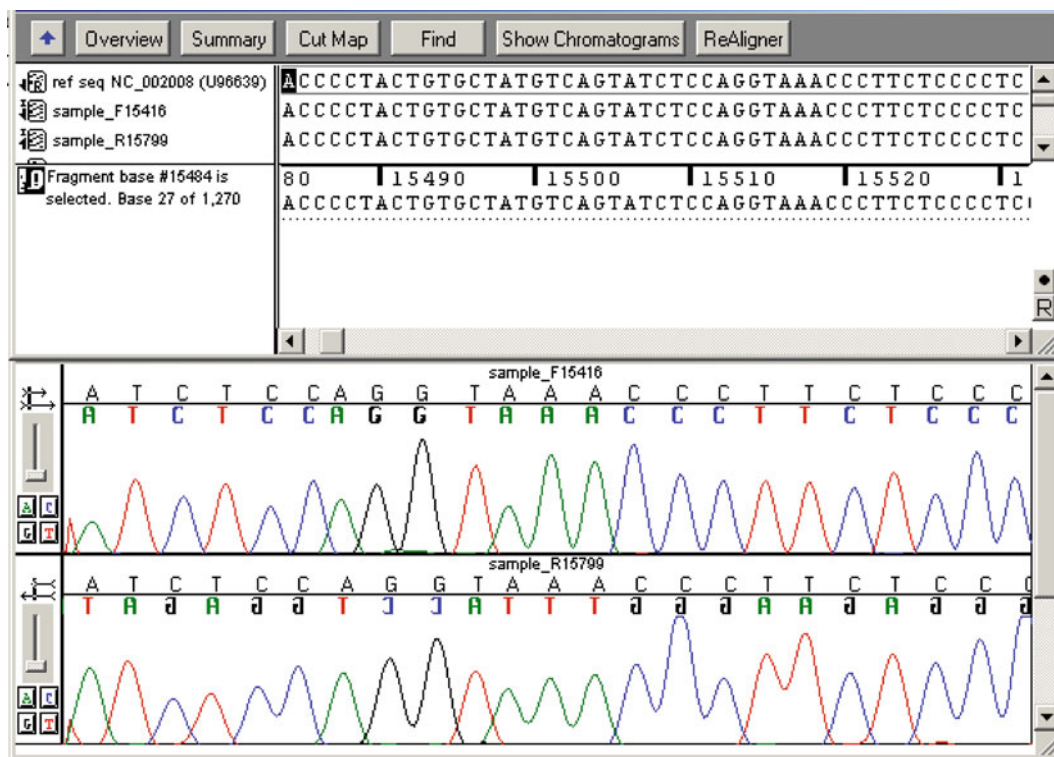 Overview Summary Cut Map Find Show Chromatograms ReAligner
R ref seq NC_002008 (U96639) ACCCCTACTGTGCTATGTCAGTATCTCCAGGTAAACCCTTCTCCCCTC
sample_F15416 ACCCCTACTGTGCTATGTCAGTATCTCCAGGTAAACCCTTCTCCCCTC
sample_R15799 ACCCCTACTGTGCTATGTCAGTATCTCCAGGTAAACCCTTCTCCCCTC
Fragment base #15484 is
selected. Base 27 of 1,270
80 15490 15500 15510 15520 1
ACCCCTACTGTGCTATGTCAGTATCTCCAGGTAAACCCTTCTCCCCTC
R
sample_F15416
A T C T C C A G G T A A A C C C T T C T C C C
A T C T C C A G G T A A A C C C T T C T C C C
A C
G T
sample_R15799
A T C T C C A G G T A A A C C C T T C T C C C
T A G A G G T C C A T T T G G G A A G A G G G
A C
G T